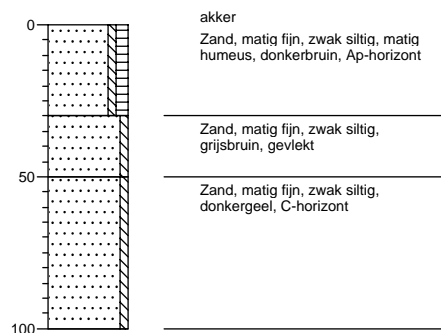 0
akker
Zand, matig fijn, zwak siltig, matig
humeus, donkerbruin, Ap-horizont
Zand, matig fijn, zwak siltig,
grijsbruin, gevlekt
50
Zand, matig fijn, zwak siltig,
donkergeel, C-horizont
100